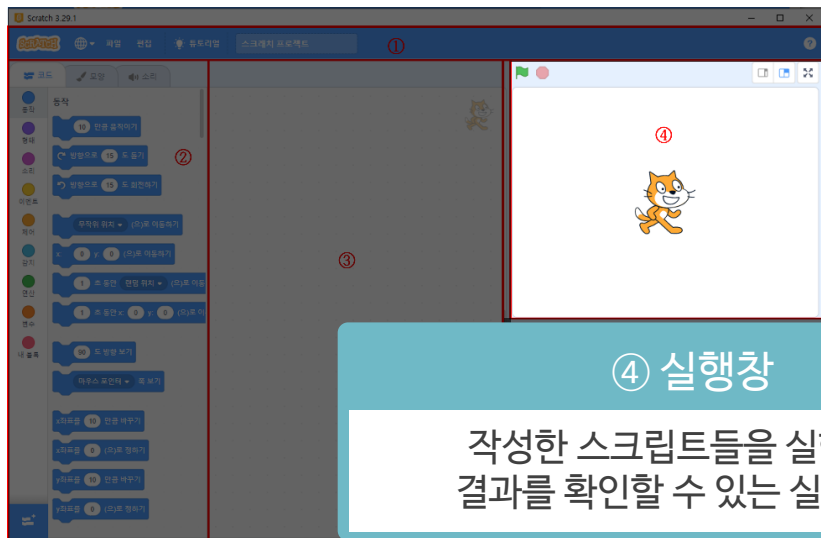 Scratch 3.29.1
SCRATCH 파일 편집 튜토리얼 스크래치 프로젝트 ① ?
코드 모양 소리
동작
동작
10 만큼 움직이기
형태
방향으로 15 도 돌기 ②
소리
방향으로 15 도 회전하기
이벤트
무작위 위치 (으)로 이동하기
제어
x: 0 y: 0 (으)로 이동하기
감지
1 초 동안 랜덤 위치 (으)로 이동
연산
1 초 동안 x: 0 y: 0 (으)로 이
변수
90 도 방향 보기
내 블록
마우스 포인터 쪽 보기
x좌표를 10 만큼 바꾸기
x좌표를 0 (으)로 정하기
y좌표를 10 만큼 바꾸기
y좌표를 0 (으)로 정하기
③
④
④ 실행창
작성한 스크립트들을 실
결과를 확인할 수 있는 실